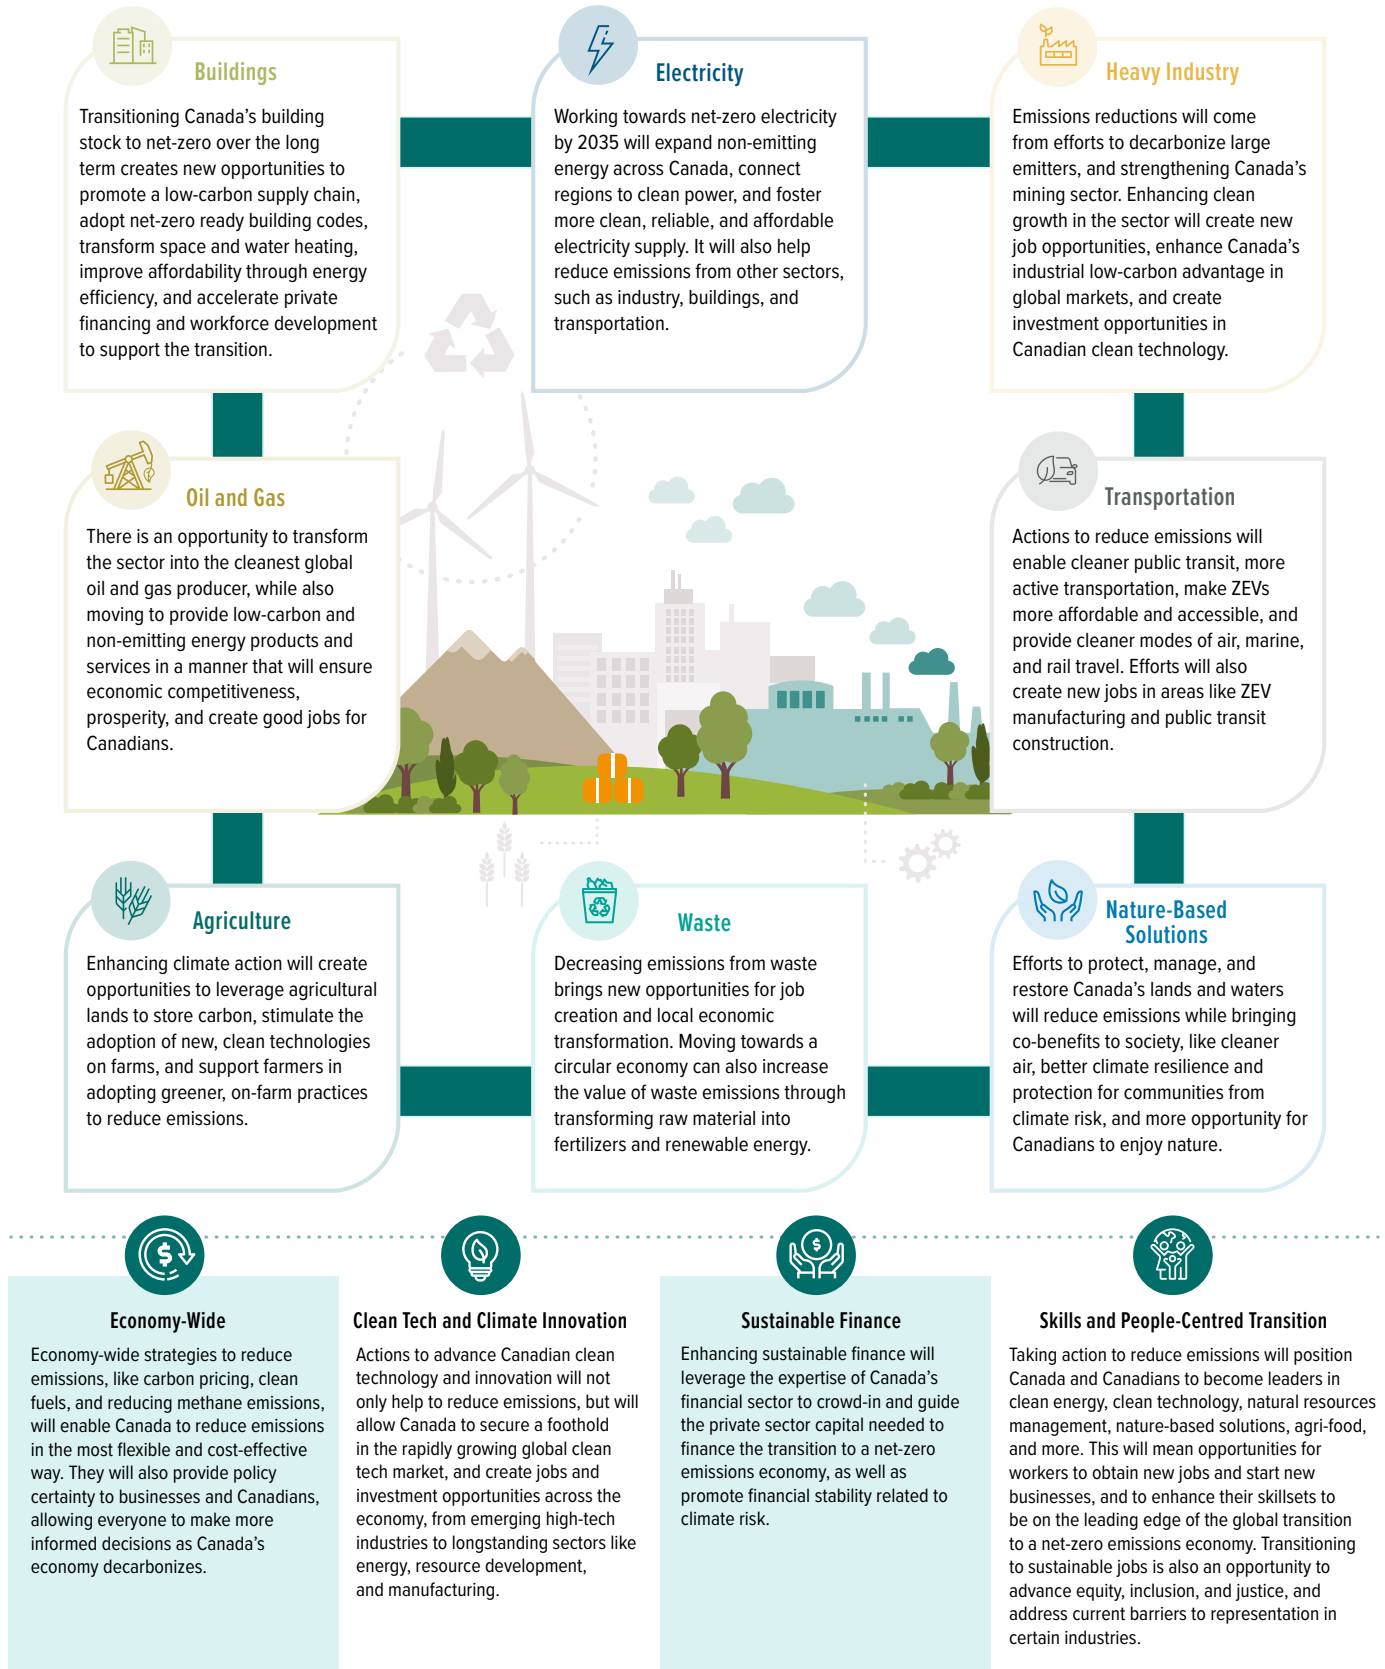 Buildings
Transitioning Canada’s building
stock to net-zero over the long
term creates new opportunities to
promote a low-carbon supply chain,
adopt net-zero ready building codes,
transform space and water heating,
improve affordability through energy
efficiency, and accelerate private
financing and workforce development
to support the transition.
Electricity
Working towards net-zero electricity
by 2035 will expand non-emitting
energy across Canada, connect
regions to clean power, and foster
more clean, reliable, and affordable
electricity supply. It will also help
reduce emissions from other sectors,
such as industry, buildings, and
transportation.
Heavy Industry
Emissions reductions will come
from efforts to decarbonize large
emitters, and strengthening Canada’s
mining sector. Enhancing clean
growth in the sector will create new
job opportunities, enhance Canada’s
industrial low-carbon advantage in
global markets, and create
investment opportunities in
Canadian clean technology.
Oil and Gas
There is an opportunity to transform
the sector into the cleanest global
oil and gas producer, while also
moving to provide low-carbon and
non-emitting energy products and
services in a manner that will ensure
economic competitiveness,
prosperity, and create good jobs for
Canadians.
Transportation
Actions to reduce emissions will
enable cleaner public transit, more
active transportation, make ZEVs
more affordable and accessible, and
provide cleaner modes of air, marine,
and rail travel. Efforts will also
create new jobs in areas like ZEV
manufacturing and public transit
construction.
Agriculture
Enhancing climate action will create
opportunities to leverage agricultural
lands to store carbon, stimulate the
adoption of new, clean technologies
on farms, and support farmers in
adopting greener, on-farm practices
to reduce emissions.
Waste
Decreasing emissions from waste
brings new opportunities for job
creation and local economic
transformation. Moving towards a
circular economy can also increase
the value of waste emissions through
transforming raw material into
fertilizers and renewable energy.
Nature-Based
Solutions
Efforts to protect, manage, and
restore Canada’s lands and waters
will reduce emissions while bringing
co-benefits to society, like cleaner
air, better climate resilience and
protection for communities from
climate risk, and more opportunity for
Canadians to enjoy nature.
Economy-Wide
Economy-wide strategies to reduce
emissions, like carbon pricing, clean
fuels, and reducing methane emissions,
will enable Canada to reduce emissions
in the most flexible and cost-effective
way. They will also provide policy
certainty to businesses and Canadians,
allowing everyone to make more
informed decisions as Canada’s
economy decarbonizes.
Clean Tech and Climate Innovation
Actions to advance Canadian clean
technology and innovation will not
only help to reduce emissions, but will
allow Canada to secure a foothold
in the rapidly growing global clean
tech market, and create jobs and
investment opportunities across the
economy, from emerging high-tech
industries to longstanding sectors like
energy, resource development,
and manufacturing.
Sustainable Finance
Enhancing sustainable finance will
leverage the expertise of Canada’s
financial sector to crowd-in and guide
the private sector capital needed to
finance the transition to a net-zero
emissions economy, as well as
promote financial stability related to
climate risk.
Skills and People-Centred Transition
Taking action to reduce emissions will position
Canada and Canadians to become leaders in
clean energy, clean technology, natural resources
management, nature-based solutions, agri-food,
and more. This will mean opportunities for
workers to obtain new jobs and start new
businesses, and to enhance their skillsets to
be on the leading edge of the global transition
to a net-zero emissions economy. Transitioning
to sustainable jobs is also an opportunity to
advance equity, inclusion, and justice, and
address current barriers to representation in
certain industries.